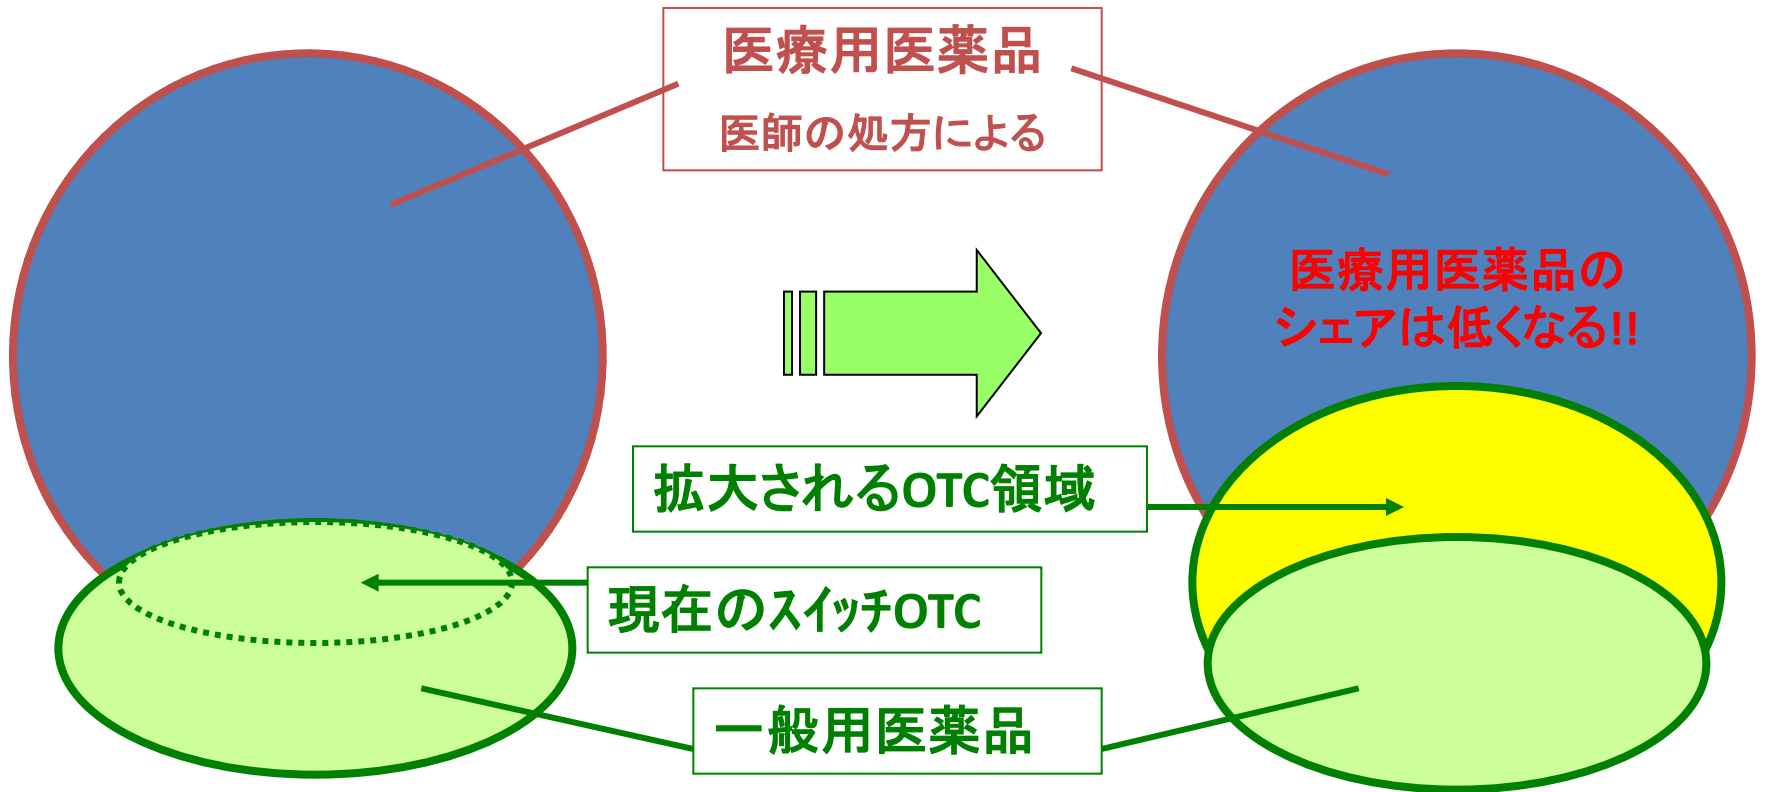 医療用医薬品
医師の処方による
医療用医薬品の
シェアは低くなる!!
拡大されるOTC領域
現在のｽｲｯﾁOTC
一般用医薬品